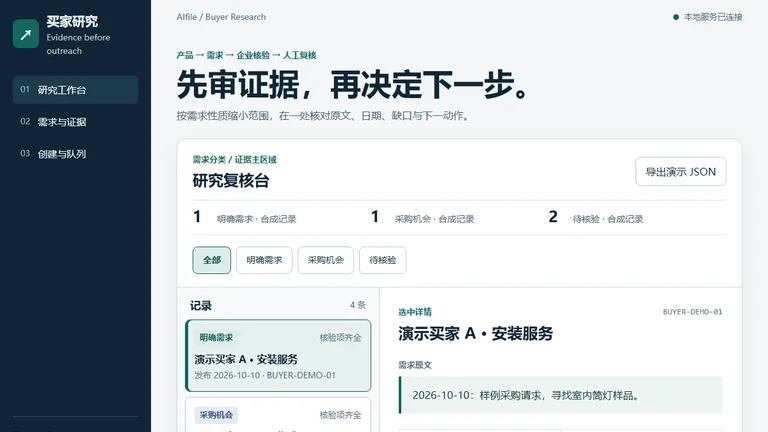 买家研究
Evidence before
outreach
01 研究工作台
02 需求与证据
03 创建与队列
AIfile / Buyer Research
本地服务已连接
产品 → 需求 → 企业核验 → 人工复核
先审证据，再决定下一步。
按需求性质缩小范围，在一处核对原文、日期、缺口与下一动作。
需求分类 / 证据主区域
研究复核台
导出演示 JSON
1 明确需求 · 合成记录
1 采购机会 · 合成记录
2 待核验 · 合成记录
全部
明确需求
采购机会
待核验
记录
4 条
明确需求
核验项齐全
演示买家 A · 安装服务
发布 2026-10-10 · BUYER-DEMO-01
采购机会
核验项齐全
选中详情
BUYER-DEMO-01
演示买家 A · 安装服务
需求原文
2026-10-10：样例采购请求，寻找室内筒灯样品。